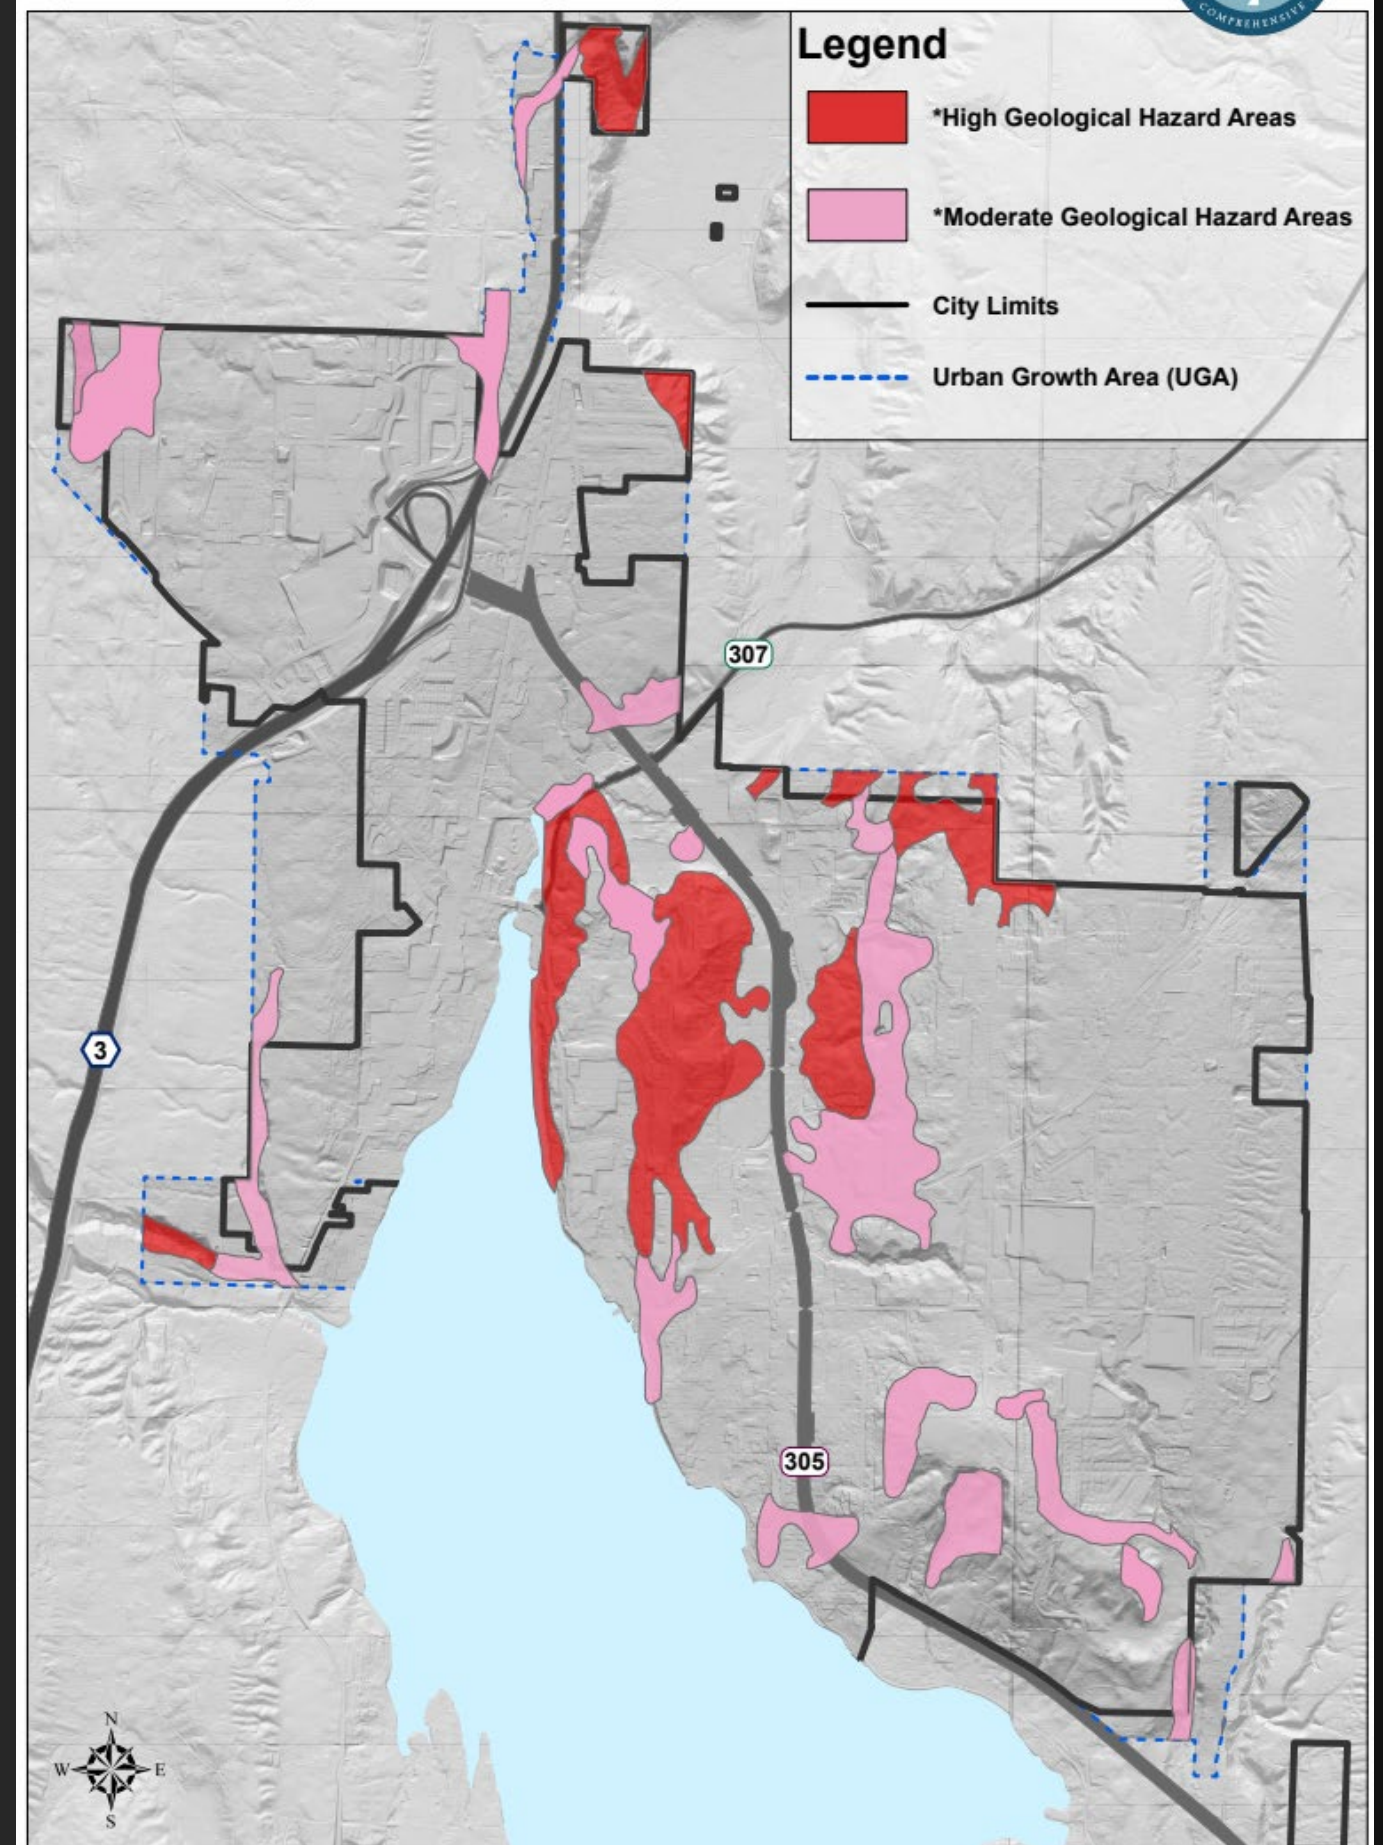 COMPREHENSIVE
Legend
*High Geological Hazard Areas
*Moderate Geological Hazard Areas
City Limits
Urban Growth Area (UGA)
307
3
305
N
W E
S